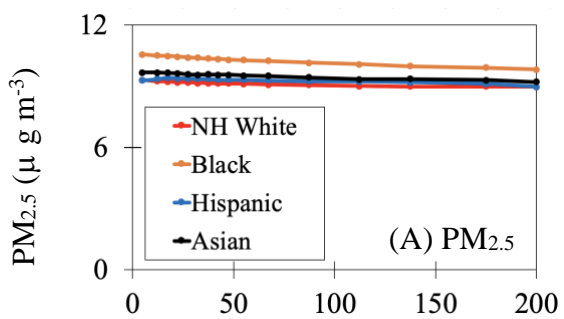 12
6
0
PM2.5 (µ g m-3)
NH White
Black
Hispanic
Asian
(A) PM2.5
0 50 100 150 200